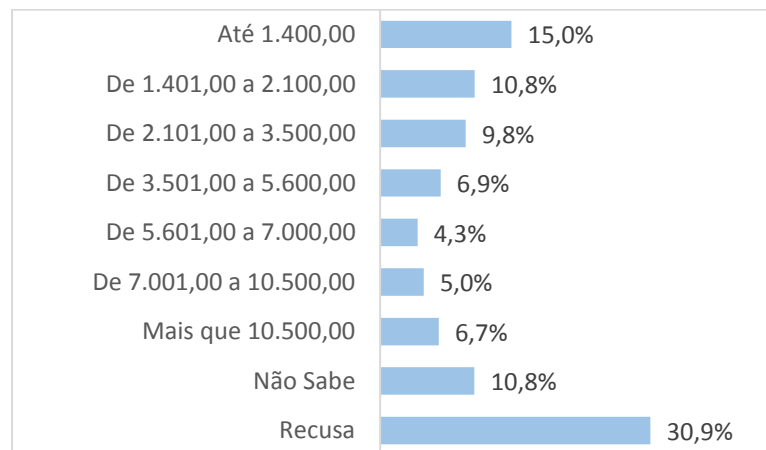 Até 1.400,00 15,0%
De 1.401,00 a 2.100,00 10,8%
De 2.101,00 a 3.500,00 9,8%
De 3.501,00 a 5.600,00 6,9%
De 5.601,00 a 7.000,00 4,3%
De 7.001,00 a 10.500,00 5,0%
Mais que 10.500,00 6,7%
Não Sabe 10,8%
Recusa 30,9%